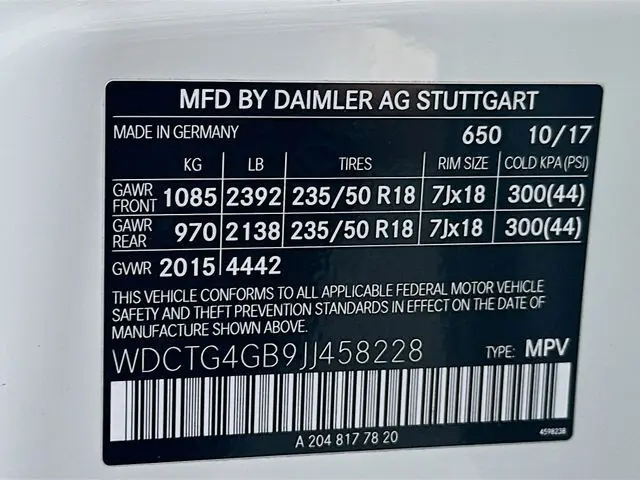 MFD BY DAIMLER AG STUTTGART
MADE IN GERMANY 650 10/17
KG LB TIRES RIM SIZE COLD KPA(PSI)
GAWR FRONT 1085 2392 235/50 R18 7Jx18 300(44)
GAWR REAR 970 2138 235/50 R18 7Jx18 300(44)
GVWR 2015 4442
THIS VEHICLE CONFORMS TO ALL APPLICABLE FEDERAL MOTOR VEHICLE
SAFETY AND THEFT PREVENTION STANDARDS IN EFFECT ON THE DATE OF
MANUFACTURE SHOWN ABOVE.
WDCTG4GB9JJ458228 TYPE: MPV
A 204 817 78 20 4598238